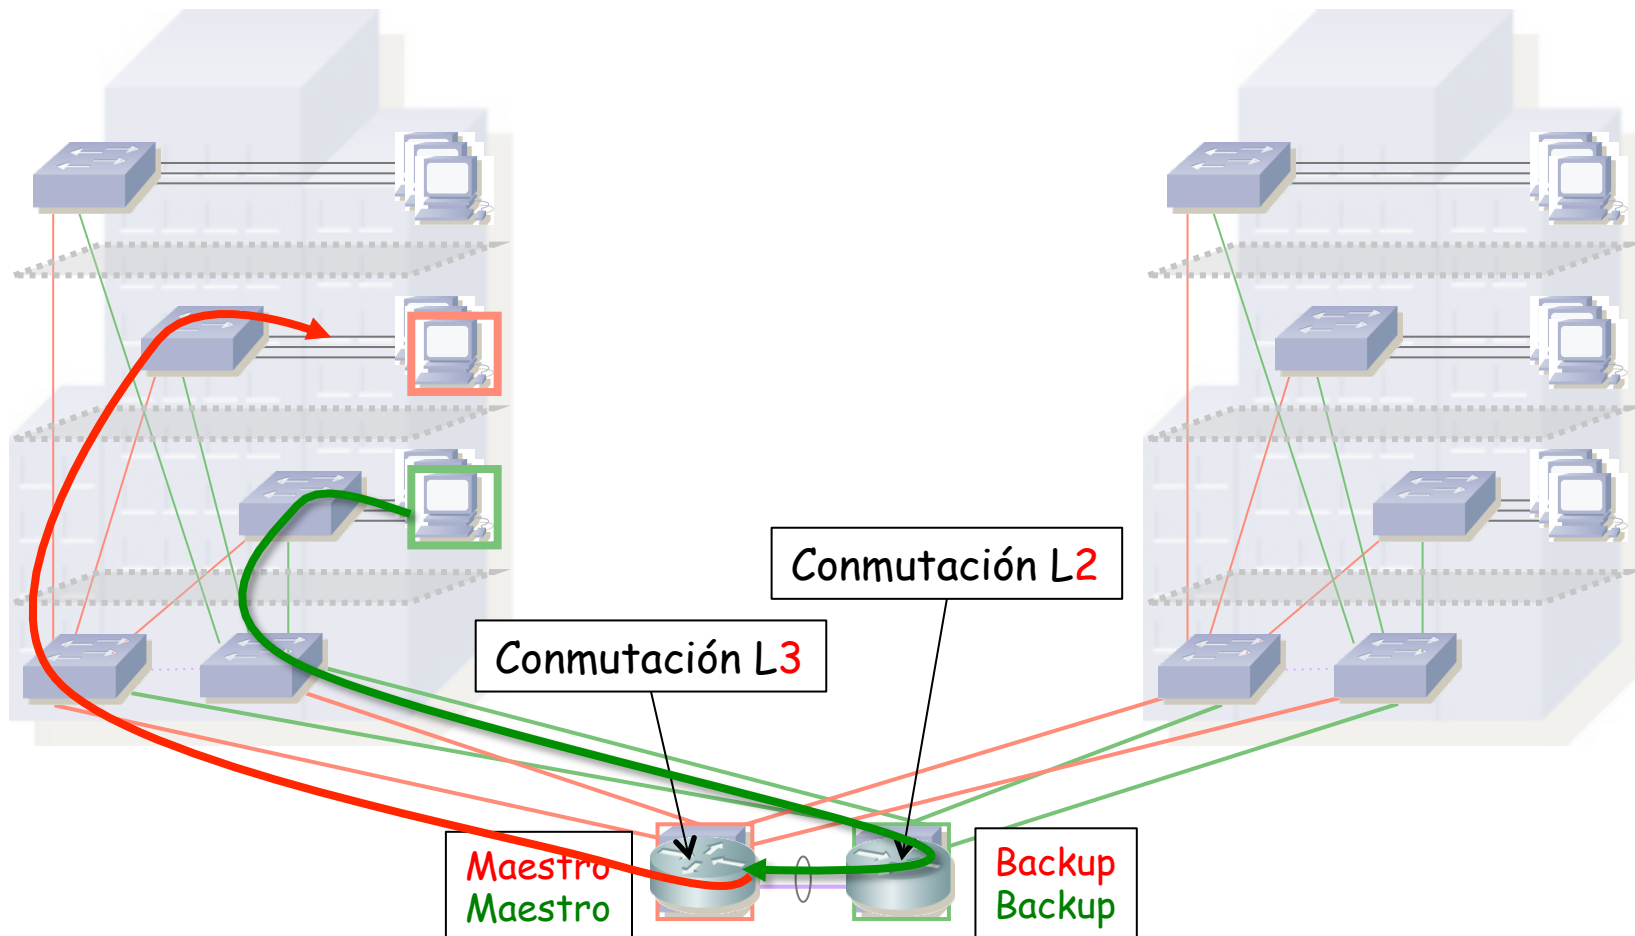 Conmutación L2
Conmutación L3
Maestro
Maestro
Backup
Backup